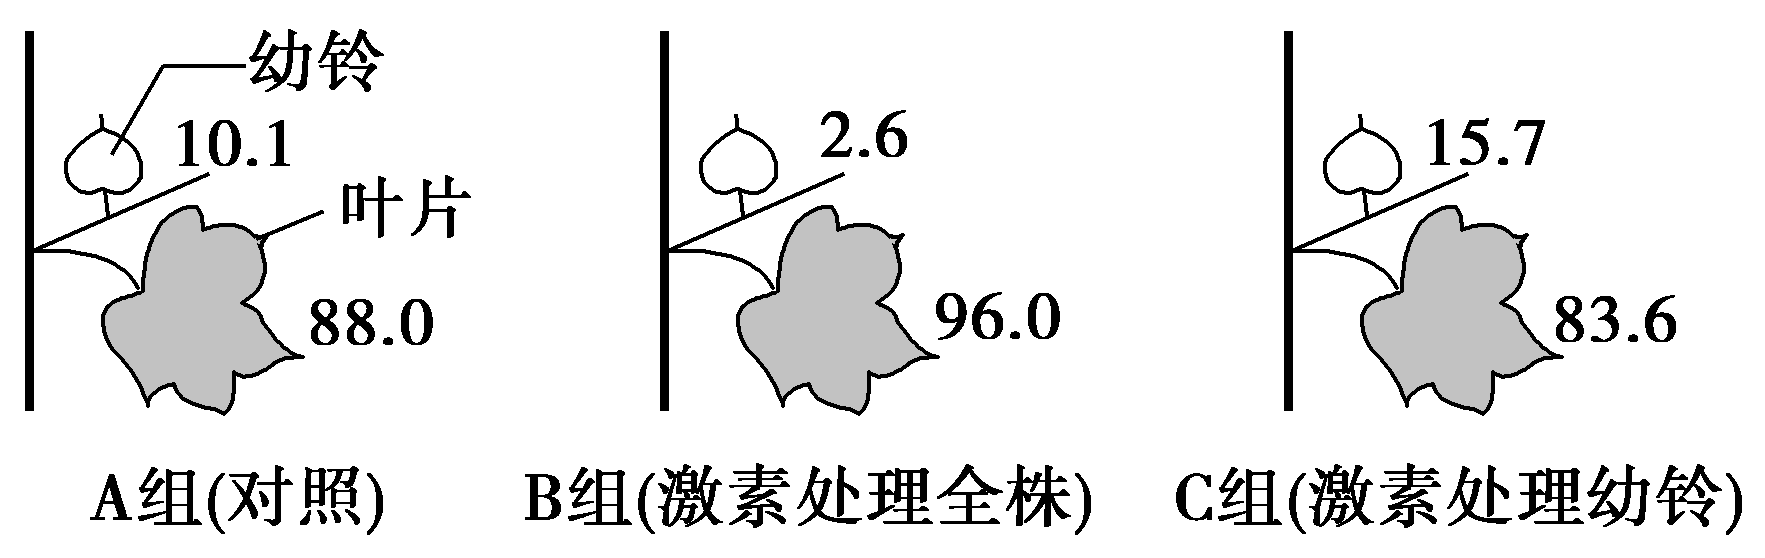 幼铃
10.1
叶片
88.0
A组(对照)
2.6
96.0
B组(激素处理全株)
15.7
83.6
C组(激素处理幼铃)